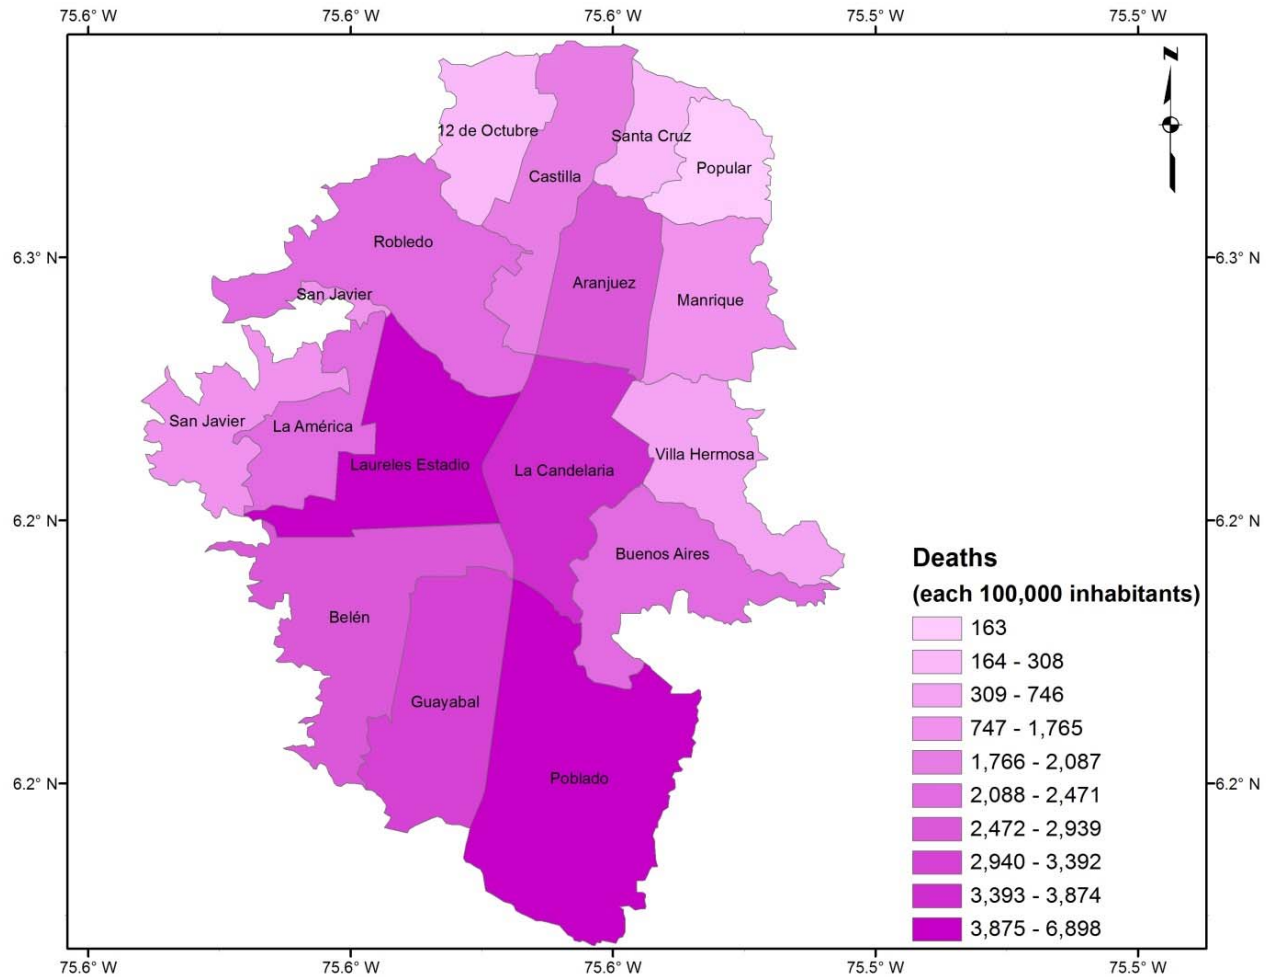 75.6° W
75.6° W
75.6° W
75.5° W
75.5° W
N
12 de Octubre
Santa Cruz
Popular
Castilla
Robledo
6.3° N
6.3° N
Aranjuez
San Javier
Manrique
San Javier
La América
Villa Hermosa
Laureles Estadio
La Candelaria
6.2° N
6.2° N
Buenos Aires
Belén
Guayabal
Poblado
6.2° N
6.2° N
Deaths
(each 100,000 inhabitants)
163
164 - 308
309 - 746
747 - 1,765
1,766 - 2,087
2,088 - 2,471
2,472 - 2,939
2,940 - 3,392
3,393 - 3,874
3,875 - 6,898
75.6° W
75.6° W
75.6° W
75.5° W
75.5° W